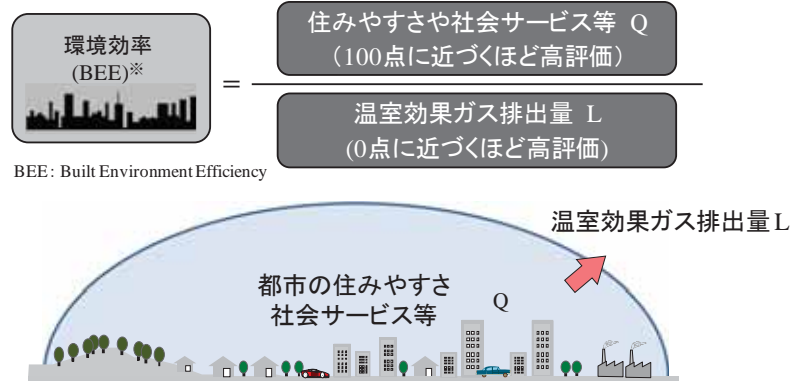 環境効率
(BEE)※
=
住みやすさや社会サービス等 Q
(100点に近づくほど高評価)
温室効果ガス排出量 L
(0点に近づくほど高評価)
BEE: Built Environment Efficiency
温室効果ガス排出量L
都市の住みやすさ
社会サービス等
Q